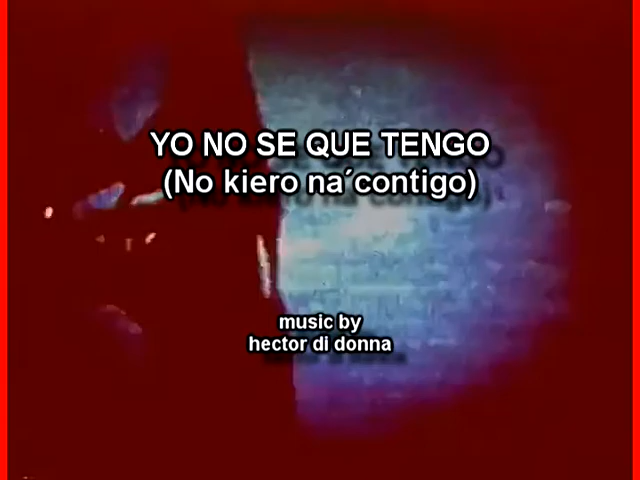 YO NO SE QUE TENGO
(No kiero na´contigo)
music by
hector di donna